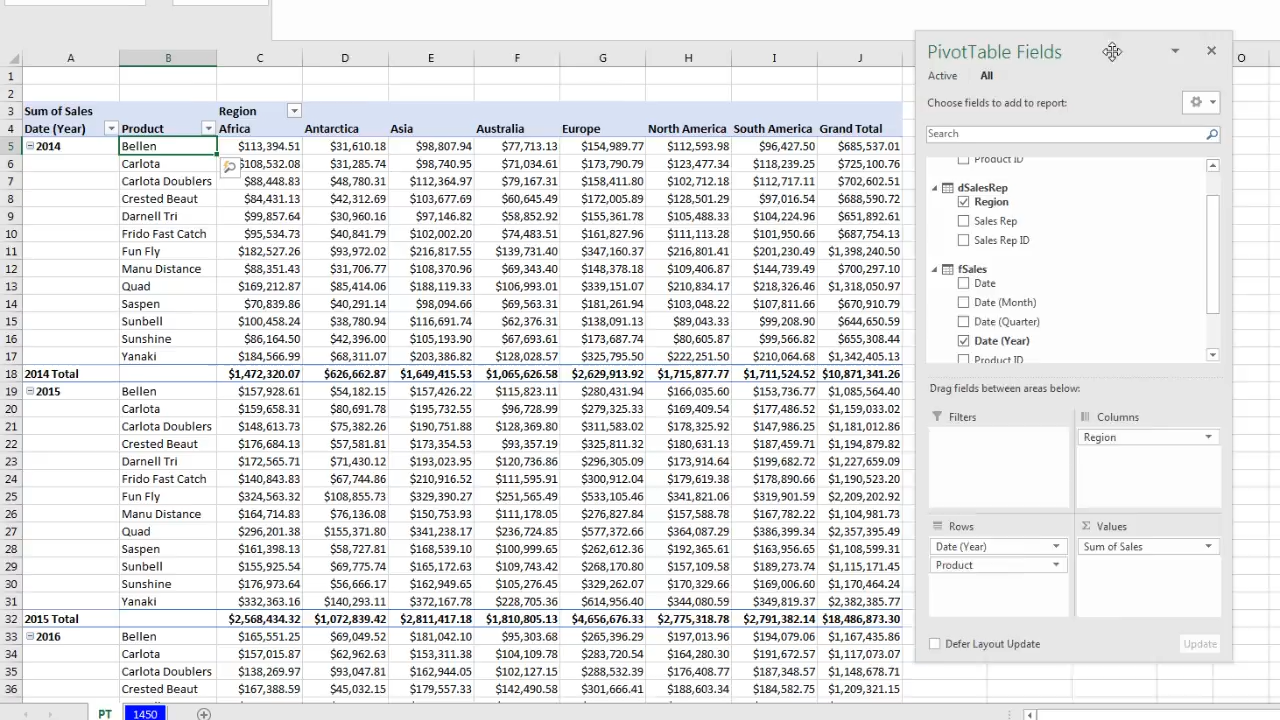 A B C D E F G H I J O
1
2
3 Sum of Sales Region
4 Date (Year) Product Africa Antarctica Asia Australia Europe North America South America Grand Total
5 2014 Bellen $113,394.51 $31,610.18 $98,807.94 $77,713.13 $154,989.77 $112,593.98 $96,427.50 $685,537.01
6 Carlota $108,532.08 $31,285.74 $98,740.95 $71,034.61 $173,790.79 $123,477.34 $118,239.25 $725,100.76
7 Carlota Doublers $88,448.83 $48,780.31 $112,364.97 $79,167.31 $158,411.80 $102,712.18 $112,717.11 $702,602.51
8 Crested Beaut $84,431.13 $42,312.69 $103,677.69 $60,645.49 $172,005.89 $128,501.29 $97,016.54 $688,590.72
9 Darnell Tri $99,857.64 $30,960.16 $97,146.82 $58,852.92 $155,361.78 $105,488.33 $104,224.96 $651,892.61
10 Frido Fast Catch $95,534.73 $40,841.79 $102,002.20 $74,483.51 $161,827.96 $111,113.28 $101,950.66 $687,754.13
11 Fun Fly $182,527.26 $93,972.02 $216,817.55 $139,731.40 $347,160.37 $216,801.41 $201,230.49 $1,398,240.50
12 Manu Distance $88,351.43 $31,706.77 $108,370.96 $69,343.40 $148,378.18 $109,406.87 $144,739.49 $700,297.10
13 Quad $169,212.87 $85,414.06 $188,119.33 $106,993.01 $339,151.07 $210,834.17 $218,326.46 $1,318,050.97
14 Saspen $70,839.86 $40,291.14 $98,094.66 $69,563.31 $181,261.94 $103,042.22 $107,811.66 $670,910.79
15 Sunbell $100,458.24 $38,780.94 $116,691.74 $62,376.31 $138,091.13 $89,043.33 $99,208.90 $644,650.59
16 Sunshine $86,164.50 $42,396.00 $105,193.90 $67,693.61 $173,687.74 $80,605.87 $99,566.82 $655,308.44
17 Yanaki $184,566.99 $68,311.07 $203,386.82 $128,028.57 $325,795.50 $222,251.50 $210,064.68 $1,342,405.13
18 2014 Total $1,472,320.07 $626,662.87 $1,649,415.53 $1,065,626.58 $2,629,913.92 $1,715,877.77 $1,711,524.52 $10,871,341.26
19 2015 Bellen $157,928.61 $54,182.15 $157,426.22 $115,823.11 $280,431.94 $166,035.60 $153,736.77 $1,085,564.40
20 Carlota $159,658.31 $80,691.78 $195,732.55 $96,728.99 $279,325.33 $169,409.54 $177,486.52 $1,159,033.02
21 Carlota Doublers $148,613.73 $75,382.26 $190,751.88 $128,369.80 $311,583.02 $178,325.92 $147,986.25 $1,181,012.86
22 Crested Beaut $176,684.13 $57,581.81 $173,354.53 $93,357.19 $325,811.32 $180,631.13 $187,459.71 $1,194,879.82
23 Darnell Tri $172,565.71 $71,430.12 $193,023.95 $120,736.86 $296,305.09 $173,914.64 $199,682.72 $1,227,659.09
24 Frido Fast Catch $140,843.83 $67,744.86 $210,916.52 $111,595.91 $300,912.04 $179,619.38 $178,890.66 $1,190,523.20
25 Fun Fly $324,563.32 $108,855.73 $329,390.27 $251,565.49 $533,105.46 $341,821.06 $319,901.59 $2,209,202.92
26 Manu Distance $164,714.83 $76,136.08 $150,753.93 $111,178.05 $276,827.84 $157,588.76 $167,782.22 $1,104,981.73
27 Quad $296,201.38 $155,371.80 $341,238.17 $236,724.85 $577,372.66 $364,087.29 $386,399.34 $2,357,395.49
28 Saspen $161,398.13 $58,727.81 $168,539.10 $100,999.65 $262,612.36 $192,365.61 $163,956.65 $1,108,599.31
29 Sunbell $155,925.54 $69,775.74 $165,172.63 $109,743.42 $268,170.80 $157,109.58 $189,273.74 $1,115,171.45
30 Sunshine $176,973.64 $56,606.17 $162,949.65 $105,276.45 $329,262.07 $170,329.66 $169,006.60 $1,170,464.24
31 Yanaki $332,363.16 $140,293.11 $372,167.78 $228,705.36 $614,956.40 $344,080.59 $349,819.37 $2,382,385.77
32 2015 Total $2,568,434.32 $1,072,839.42 $2,811,417.18 $1,810,805.13 $4,656,676.33 $2,775,318.78 $2,791,382.14 $18,486,873.30
33 2016 Bellen $165,551.25 $69,049.52 $181,042.10 $95,303.68 $265,396.29 $197,013.96 $194,079.06 $1,167,435.86
34 Carlota
35 Carlota Doublers $138,269.97 $93,047.81 $162,944.05 $102,127.15 $288,532.39 $176,408.77 $187,348.57 $1,148,678.71
36 Crested Beaut $167,388.59 $45,032.15 $179,557.33 $142,490.58 $301,666.41 $188,603.34 $184,582.75 $1,209,321.15
PT 1450
PivotTable Fields
Active All
Choose fields to add to report:
Search
Product ID
dSalesRep
Region
Sales Rep
Sales Rep ID
fSales
Date
Date (Month)
Date (Quarter)
Date (Year)
Product ID
Drag fields between areas below:
Filters Columns
Region
Rows Σ Values
Date (Year) Sum of Sales
Product
Defer Layout Update Update